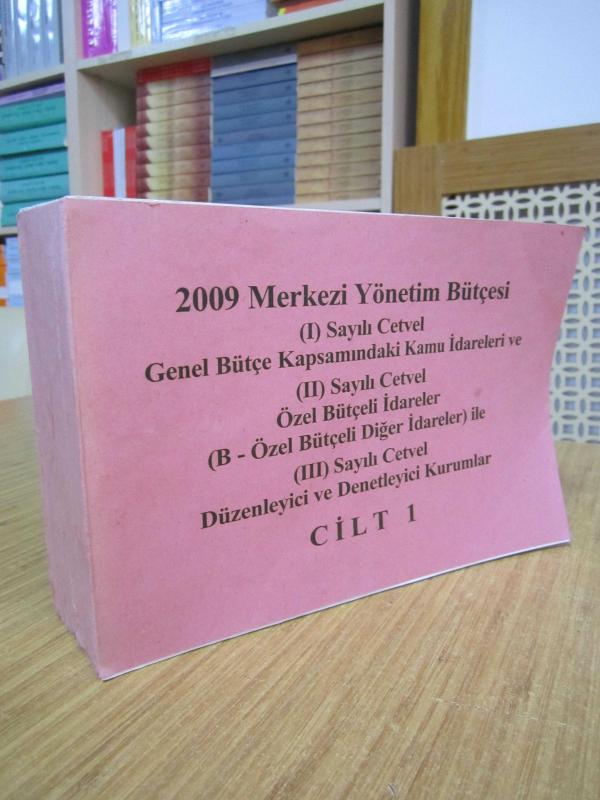 2009 Merkezi Yönetim Bütçesi
(I) Sayılı Cetvel
Genel Bütçe Kapsamındaki Kamu İdareleri ve
(II) Sayılı Cetvel
Özel Bütçeli İdareler
(B - Özel Bütçeli Diğer İdareler) ile
(III) Sayılı Cetvel
Düzenleyici ve Denetleyici Kurumlar
CİLT 1